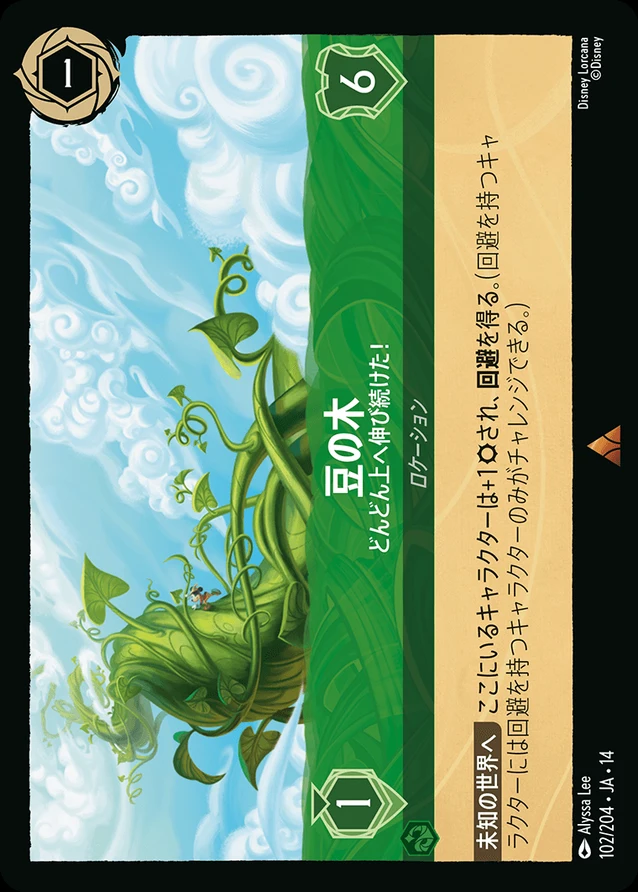 1
豆の木
どんどん上へ伸び続けた!
ロケーション
1
6
未知の世界へ ここにいるキャラクターは+1され、回避を得る。(回避を持つキャ
ラクターには回避を持つキャラクターのみがチャレンジできる。)
Alyssa Lee
102/204・JA・14
Disney Lorcana
©Disney